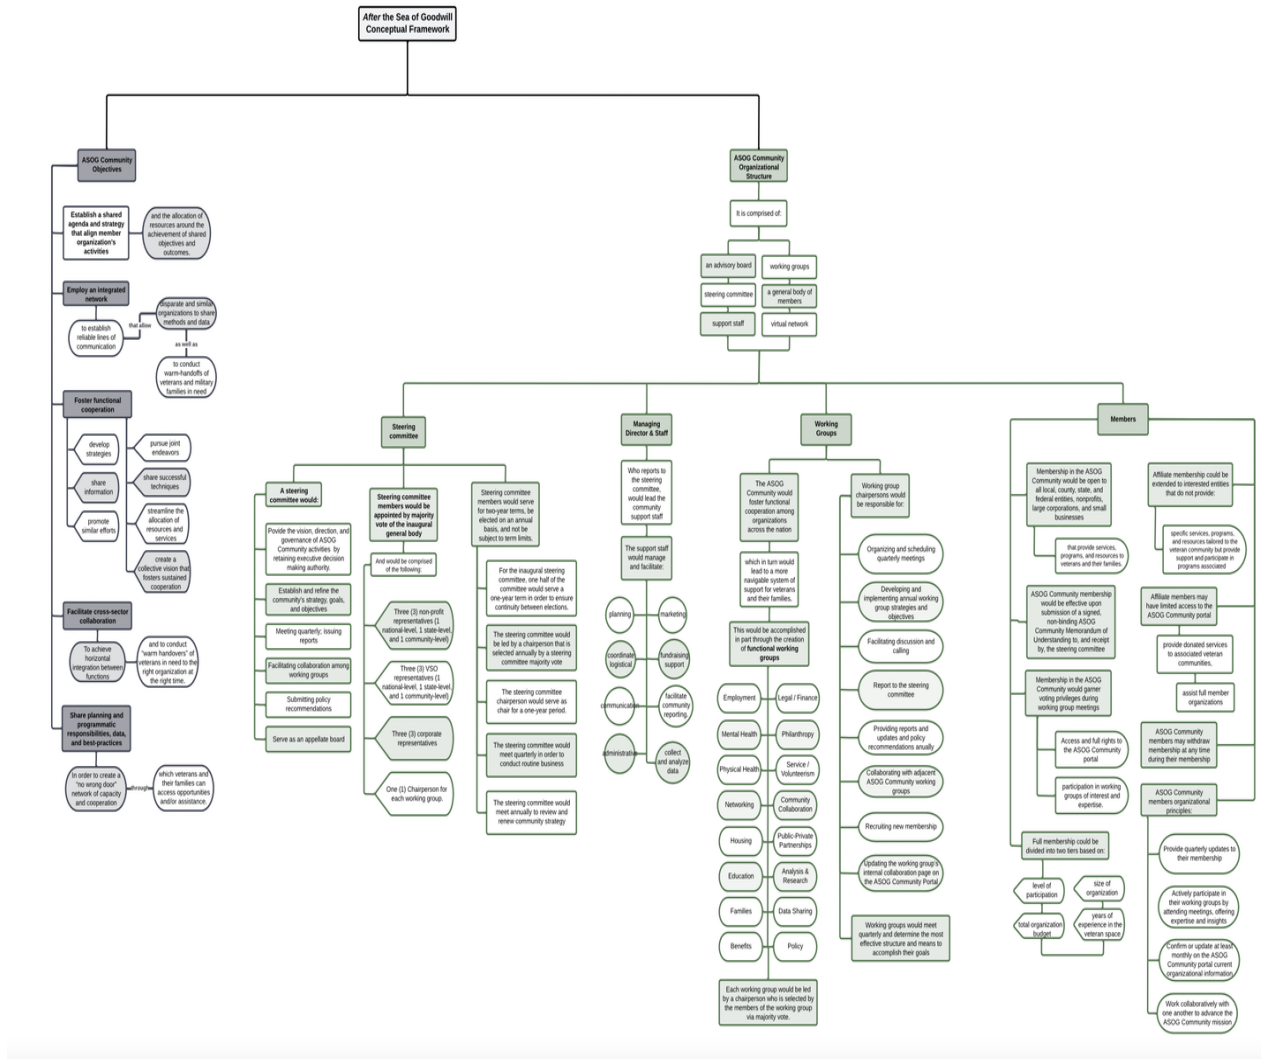 After the Sea of Goodwill
Conceptual Framework
ASOG Community
Objectives
Establish a shared
agenda and strategy
that align member
organization's
activities
and the allocation of
resources around the
achievement of shared
objectives and
outcomes.
Employ an integrated
network
to establish
reliable lines of
communication
that allow
disparate and similar
organizations to share
methods and data
as well as
to conduct
warm-handoffs of
veterans and military
families in need
Foster functional
cooperation
develop
strategies
share
information
promote
similar efforts
pursue joint
endeavors
share successful
techniques
streamline the
allocation of
resources and
services
create a
collective vision that
fosters sustained
cooperation
Facilitate cross-sector
collaboration
To achieve
horizontal
integration between
functions
and to conduct
"warm handovers" of
veterans in need to the
right organization at
the right time.
Share planning and
programmatic
responsibilities, data,
and best-practices
In order to create a
"no wrong door"
network of capacity
and cooperation
through
which veterans and
their families can
access opportunities
and/or assistance.
ASOG Community
Organizational
Structure
It is comprised of:
an advisory board
steering committee
support staff
working groups
a general body of
members
virtual network
Steering
committee
A steering
committee would:
Povide the vision, direction, and
governance of ASOG
Community activities by
retaining executive decision
making authority.
Establish and refine the
community's strategy, goals,
and objectives
Meeting quarterly; issuing
reports
Facilitating collaboration among
working groups
Submitting policy
recommendations
Serve as an appellate board
Steering committee
members would be
appointed by majority
vote of the inaugural
general body
And would be comprised
of the following:
Three (3) non-profit
representatives (1
national-level, 1 state-level,
and 1 community-level)
Three (3) VSO
representatives (1
national-level, 1 state-level,
and 1 community-level)
Three (3) corporate
representatives
One (1) Chairperson for
each working group.
Steering committee
members would serve
for two-year terms, be
elected on an annual
basis, and not be
subject to term limits.
For the inaugural steering
committee, one half of the
committee would serve a
one-year term in order to ensure
continuity between elections.
The steering committee would
be led by a chairperson that is
selected annually by a steering
committee majority vote
The steering committee
chairperson would serve as
chair for a one-year period.
The steering committee would
meet quarterly in order to
conduct routine business
The steering committee would
meet annually to review and
renew community strategy
Managing
Director & Staff
Who reports to
the steering
committee,
would lead the
community
support staff
The support staff
would manage
and facilitate:
planning
marketing
coordinate
logistical
fundraising
support
communication
facilitate
community
reporting.
administrative
collect
and analyze
data
Working
Groups
The ASOG
Community would
foster functional
cooperation among
organizations
across the nation
which in turn would
lead to a more
navigable system of
support for veterans
and their families.
This would be accomplished
in part through the creation
of functional working
groups
Employment
Legal / Finance
Mental Health
Philanthropy
Physical Health
Service /
Volunteerism
Networking
Community
Collaboration
Housing
Public-Private
Partnerships
Education
Analysis &
Research
Families
Data Sharing
Benefits
Policy
Each working group would be led
by a chairperson who is selected by
the members of the working group
via majority vote.
Working group
chairpersons would
be responsible for:
Organizing and scheduling
quarterly meetings
Developing and
implementing annual working
group strategies and
objectives
Facilitating discussion and
calling
Report to the steering
committee
Providing reports and
updates and policy
recommendations anually
Collaborating with adjacent
ASOG Community working
groups
Recruiting new membership
Updating the working group's
internal collaboration page on
the ASOG Community Portal
Working groups would meet
quarterly and determine the most
effective structure and means to
accomplish their goals
Members
Membership in the ASOG
Community would be open to
all local, county, state, and
federal entities, nonprofits,
large corporations, and small
businesses
that provide services,
programs, and resources to
veterans and their families.
ASOG Community membership
would be effective upon
submission of a signed,
non-binding ASOG
Community Memorandum of
Understanding to, and receipt
by, the steering committee
Membership in the ASOG
Community would garner
voting privileges during
working group meetings
Access and full rights to
the ASOG Community
portal
participation in working
groups of interest and
expertise.
Full membership could be
divided into two tiers based on:
level of
participation
size of
organization
total organization
budget
years of
experience in the
veteran space
Affiliate membership could be
extended to interested entities
that do not provide:
specific services, programs,
and resources tailored to the
veteran community but provide
support and participate in
programs associated
Affiliate members may
have limited access to the
ASOG Community portal
provide donated services
to associated veteran
communities,
assist full member
organizations
ASOG Community
members may withdraw
membership at any time
during their membership
ASOG Community
members organizational
principles:
Provide quarterly updates to
their membership
Actively participate in
their working groups by
attending meetings, offering
expertise and insights
Confirm or update at least
monthly on the ASOG
Community portal current
organizational information
Work collaboratively with
one another to advance the
ASOG Community mission